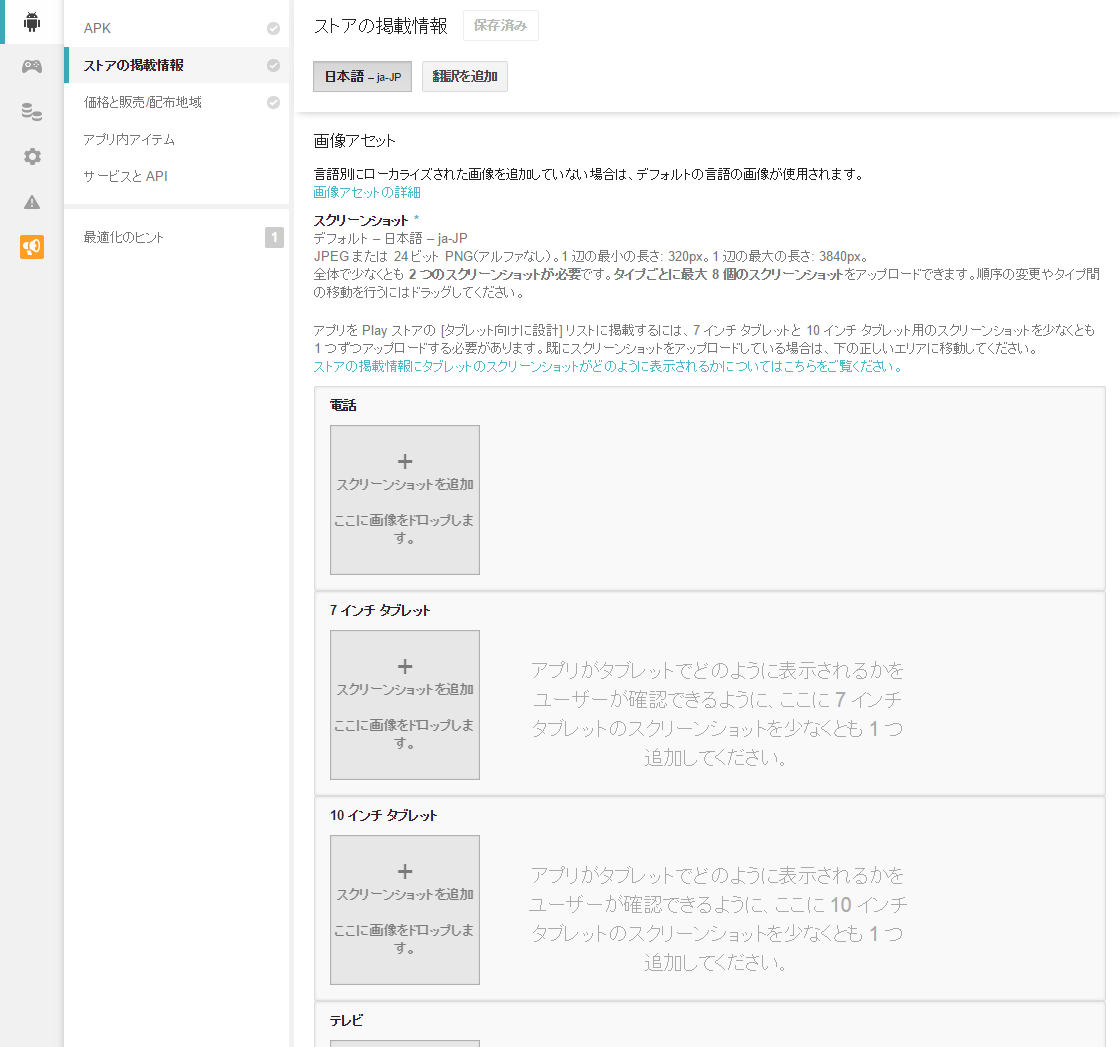 APK
ストアの掲載情報
価格と販売/配布地域
アプリ内アイテム
サービスと API
最適化のヒント
1
ストアの掲載情報
保存済み
日本語 – ja-JP
翻訳を追加
画像アセット
言語別にローカライズされた画像を追加していない場合は、デフォルトの言語の画像が使用されます。
画像アセットの詳細
スクリーンショット *
デフォルト – 日本語 – ja-JP
JPEG または 24 ビット PNG(アルファなし)。1 辺の最小の長さ: 320px。1 辺の最大の長さ: 3840px。
全体で少なくとも 2 つのスクリーンショットが必要です。タイプごとに最大 8 個のスクリーンショットをアップロードできます。順序の変更やタイプ間
の移動を行うにはドラッグしてください。
アプリを Play ストアの [タブレット向けに設計] リストに掲載するには、7 インチ タブレットと 10 インチ タブレット用のスクリーンショットを少なくとも
1 つずつアップロードする必要があります。既にスクリーンショットをアップロードしている場合は、下の正しいエリアに移動してください。
ストアの掲載情報にタブレットのスクリーンショットがどのように表示されるかについてはこちらをご覧ください。
電話
+
スクリーンショットを追加
ここに画像をドロップしま
す。
7 インチ タブレット
+
スクリーンショットを追加
ここに画像をドロップしま
す。
アプリがタブレットでどのように表示されるかを
ユーザーが確認できるように、ここに 7 インチ
タブレットのスクリーンショットを少なくとも 1 つ
追加してください。
10 インチ タブレット
+
スクリーンショットを追加
ここに画像をドロップしま
す。
アプリがタブレットでどのように表示されるかを
ユーザーが確認できるように、ここに 10 インチ
タブレットのスクリーンショットを少なくとも 1 つ
追加してください。
テレビ